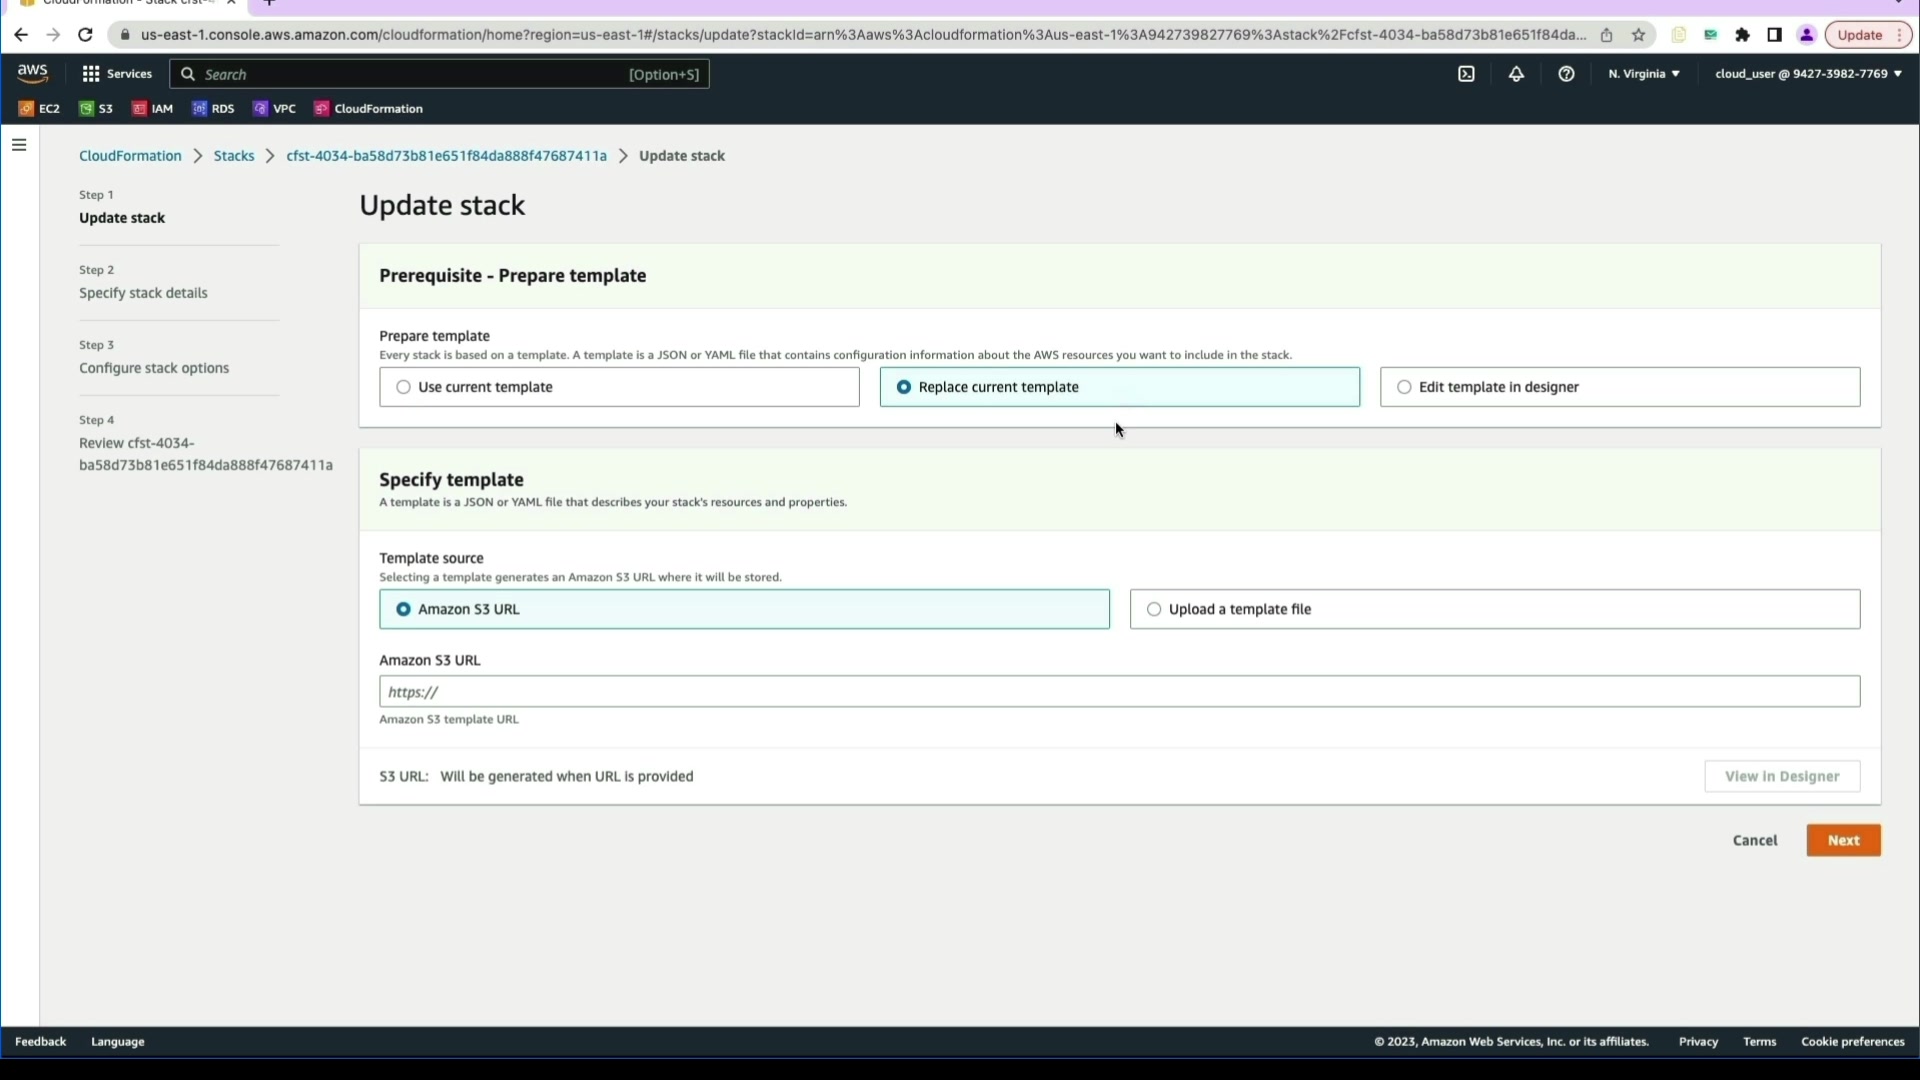 CloudFormation - Stack cfst-4
us-east-1.console.aws.amazon.com/cloudformation/home?region=us-east-1#/stacks/update?stackId=arn%3Aaws%3Acloudformation%3Aus-east-1%3A942739827769%3Astack%2Fcfst-4034-ba58d73b81e651f84da...
Update
aws
Services
Search
[Option+S]
N. Virginia
cloud_user @ 9427-3982-7769
EC2
S3
IAM
RDS
VPC
CloudFormation
CloudFormation > Stacks > cfst-4034-ba58d73b81e651f84da888f47687411a > Update stack
Step 1
Update stack
Step 2
Specify stack details
Step 3
Configure stack options
Step 4
Review cfst-4034-
ba58d73b81e651f84da888f47687411a
Update stack
Prerequisite - Prepare template
Prepare template
Every stack is based on a template. A template is a JSON or YAML file that contains configuration information about the AWS resources you want to include in the stack.
Use current template
Replace current template
Edit template in designer
Specify template
A template is a JSON or YAML file that describes your stack's resources and properties.
Template source
Selecting a template generates an Amazon S3 URL where it will be stored.
Amazon S3 URL
Upload a template file
Amazon S3 URL
https://
Amazon S3 template URL
S3 URL: Will be generated when URL is provided
View in Designer
Cancel
Next
Feedback
Language
© 2023, Amazon Web Services, Inc. or its affiliates.
Privacy
Terms
Cookie preferences